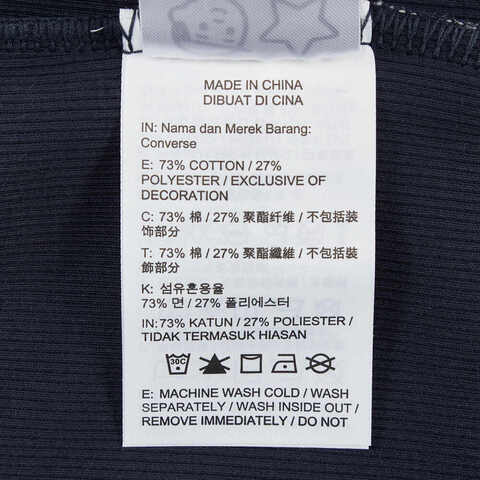 MADE IN CHINA
DIBUAT DI CINA
IN: Nama dan Merek Barang:
Converse
E: 73% COTTON / 27%
POLYESTER / EXCLUSIVE OF
DECORATION
C: 73% 棉 / 27% 聚酯纤维 / 不包括装
饰部分
T: 73% 棉 / 27% 聚酯纖維 / 不包括裝
飾部分
K: 섬유혼용율
73% 면 / 27% 폴리에스터
IN:73% KATUN / 27% POLIESTER /
TIDAK TERMASUK HIASAN
30C
E: MACHINE WASH COLD / WASH
SEPARATELY / WASH INSIDE OUT /
REMOVE IMMEDIATELY / DO NOT